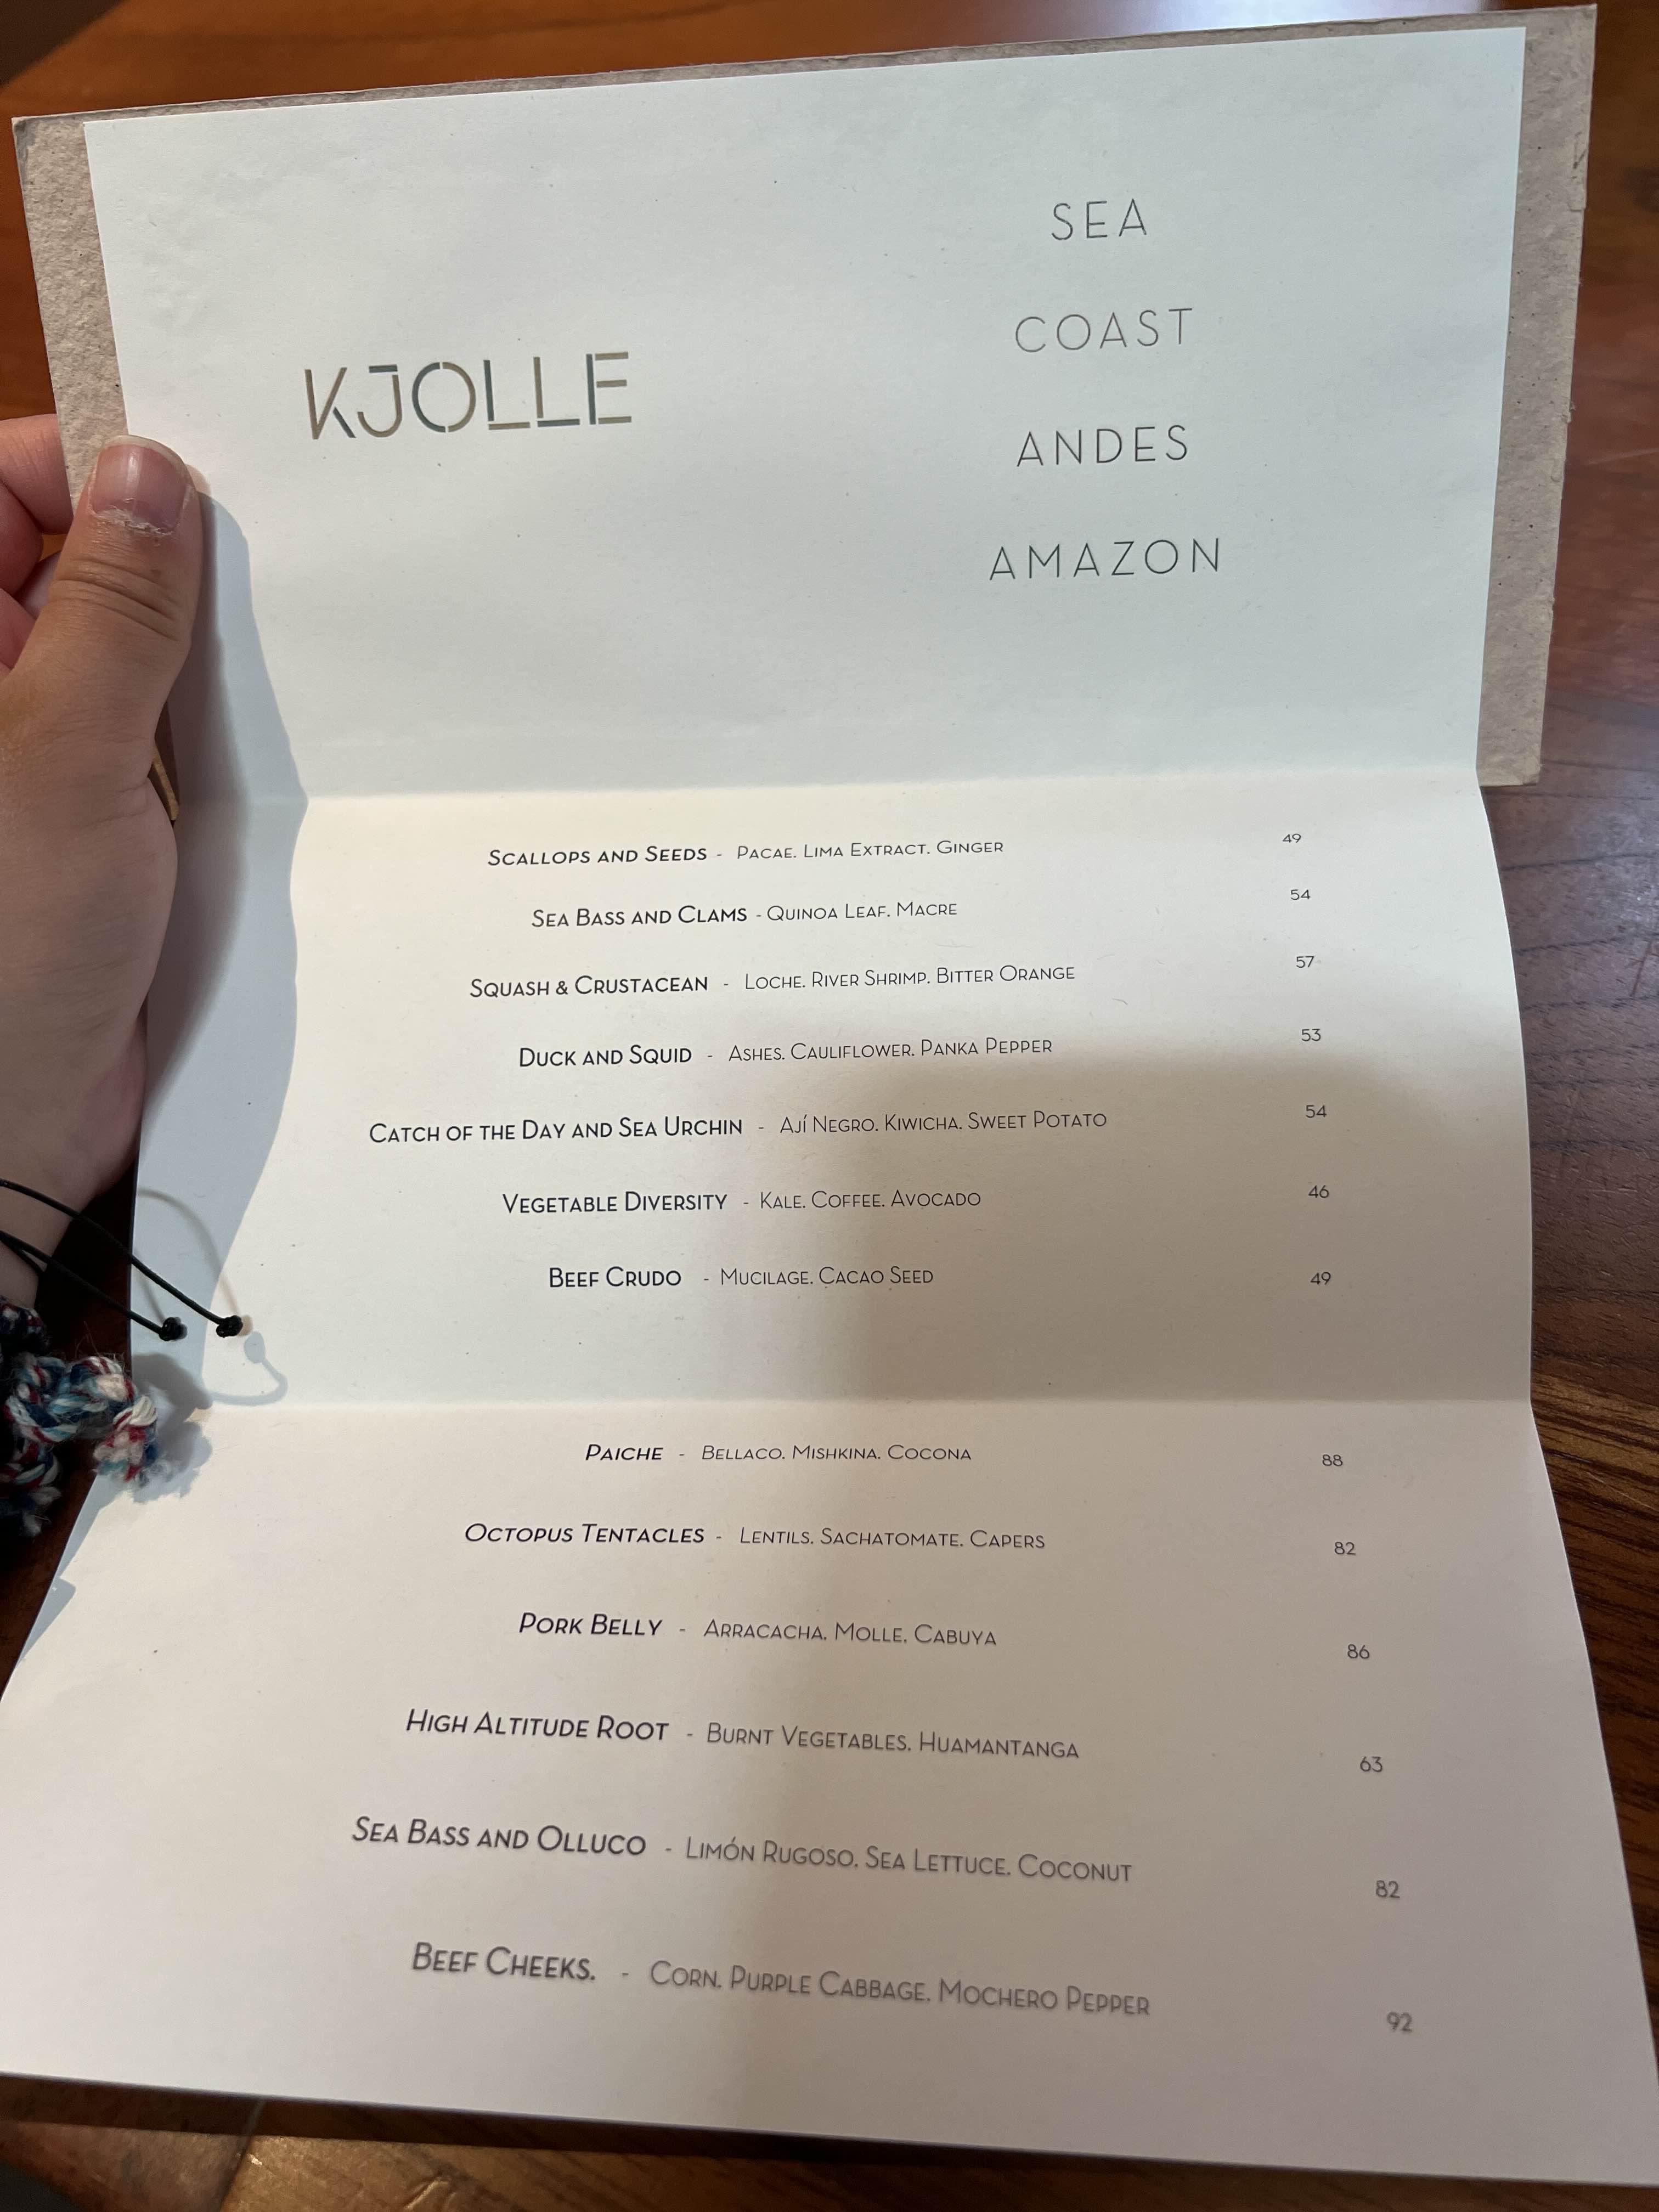 KJOLLE
SEA
COAST
ANDES
AMAZON
SCALLOPS AND SEEDS - PACAE. LIMA EXTRACT. GINGER 49
SEA BASS AND CLAMS - QUINOA LEAF. MACRE 54
SQUASH & CRUSTACEAN - LOCHE. RIVER SHRIMP. BITTER ORANGE 57
DUCK AND SQUID - ASHES. CAULIFLOWER. PANKA PEPPER 53
CATCH OF THE DAY AND SEA URCHIN - AJÍ NEGRO. KIWICHA. SWEET POTATO 54
VEGETABLE DIVERSITY - KALE. COFFEE. AVOCADO 46
BEEF CRUDO - MUCILAGE. CACAO SEED 49
PAICHE - BELLACO. MISHKINA. COCONA 88
OCTOPUS TENTACLES - LENTILS. SACHATOMATE. CAPERS 82
PORK BELLY - ARRACACHA. MOLLE. CABUYA 86
HIGH ALTITUDE ROOT - BURNT VEGETABLES. HUAMANTANGA 63
SEA BASS AND OLLUCO - LIMÓN RUGOSO. SEA LETTUCE. COCONUT 82
BEEF CHEEKS. - CORN. PURPLE CABBAGE. MOCHERO PEPPER 92